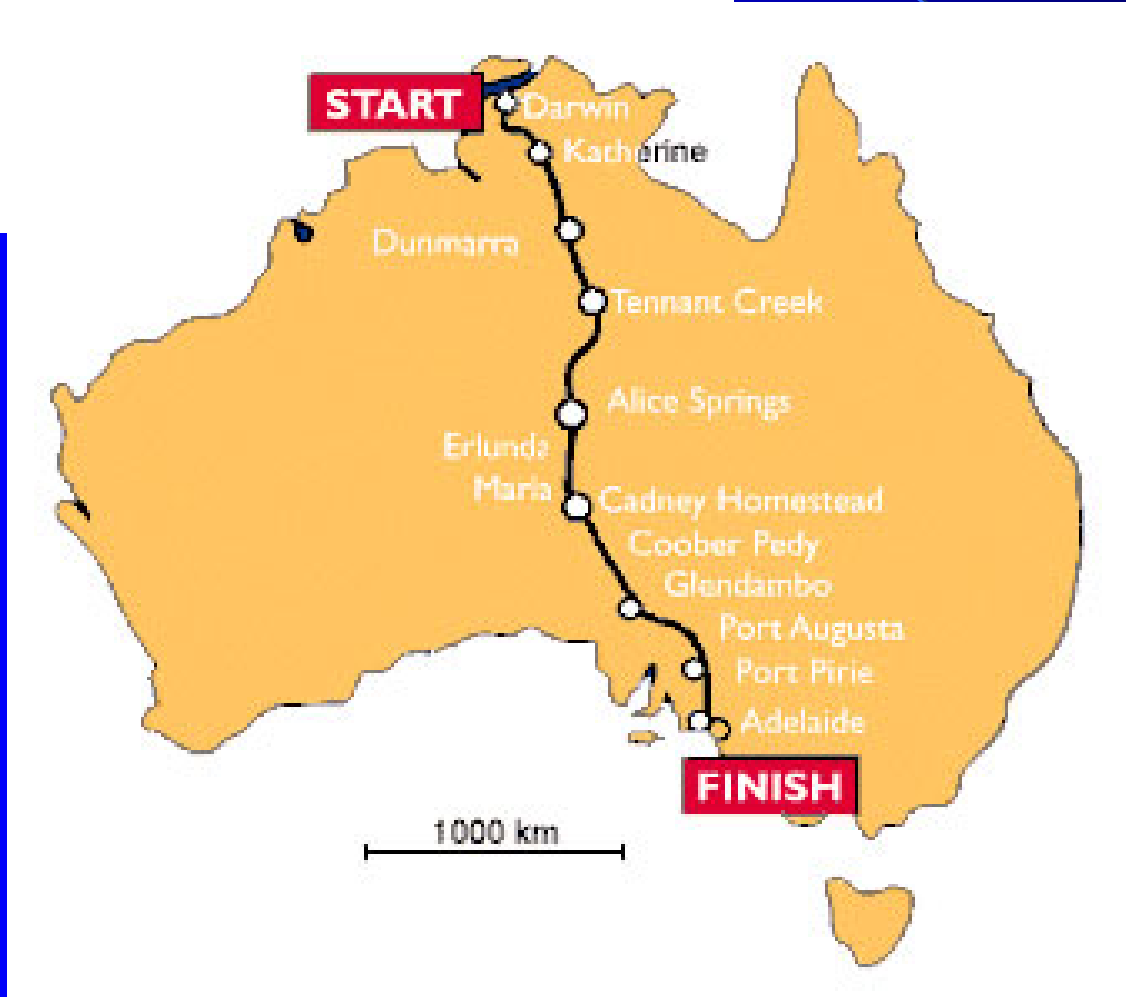 START
Darwin
Katherine
Dunmarra
Tennant Creek
Alice Springs
Erlunda
Marla
Cadney Homestead
Coober Pedy
Glendambo
Port Augusta
Port Pirie
Adelaide
FINISH
1000 km